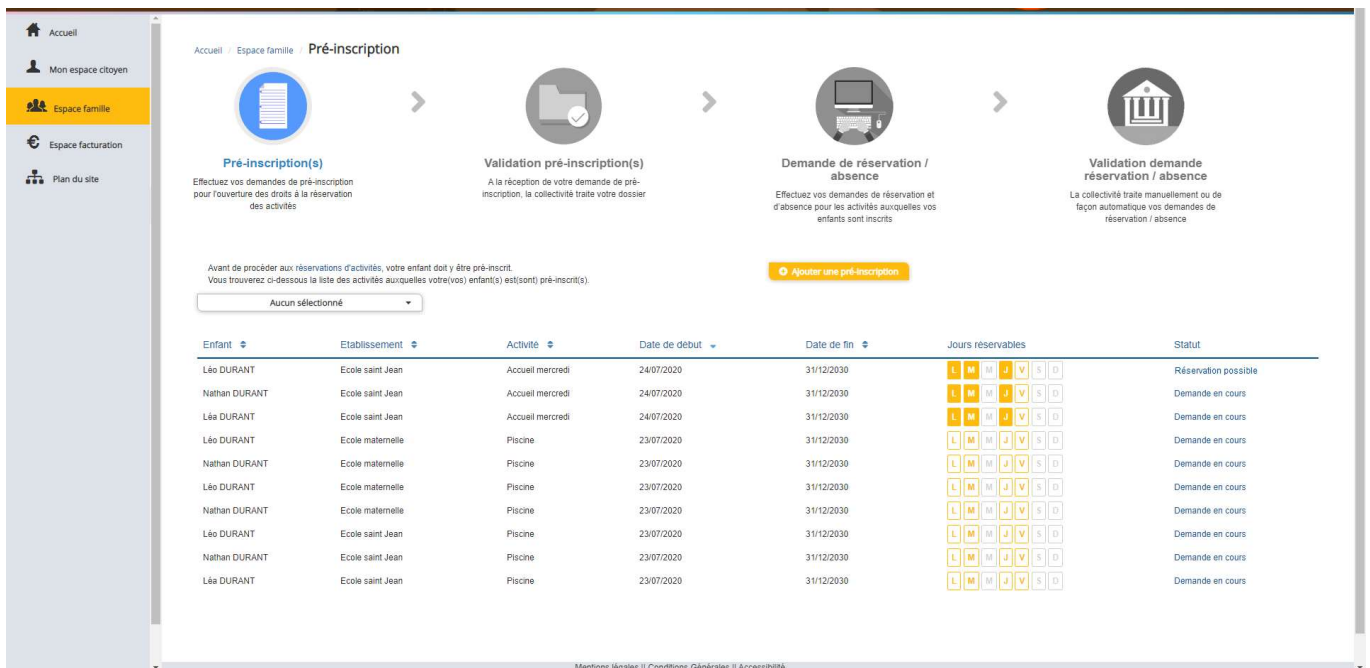 Accueil
Mon espace citoyen
Espace famille
Espace facturation
Plan du site
Accueil / Espace famille / Pré-inscription
Pré-inscription(s)
Effectuez vos demandes de pré-inscription
pour l'ouverture des droits à la réservation
des activités
Validation pré-inscription(s)
A la réception de votre demande de pré-
inscription, la collectivité traite votre dossier
Demande de réservation /
absence
Effectuez vos demandes de réservation et
d'absence pour les activités auxquelles vos
enfants sont inscrits
Validation demande
réservation / absence
La collectivité traite manuellement ou de
façon automatique vos demandes de
réservation / absence
Avant de procéder aux réservations d'activités, votre enfant doit y être pré-inscrit.
Vous trouverez ci-dessous la liste des activités auxquelles votre(vos) enfant(s) est(sont) pré-inscrit(s).
Ajouter une pré-inscription
Aucun sélectionné
Enfant Etablissement Activité Date de début Date de fin Jours réservables Statut
Léo DURANT Ecole saint Jean Accueil mercredi 24/07/2020 31/12/2030 L M M J V S D Réservation possible
Nathan DURANT Ecole saint Jean Accueil mercredi 24/07/2020 31/12/2030 L M M J V S D Demande en cours
Léa DURANT Ecole saint Jean Accueil mercredi 24/07/2020 31/12/2030 L M M J V S D Demande en cours
Léo DURANT Ecole maternelle Piscine 23/07/2020 31/12/2030 L M M J V S D Demande en cours
Nathan DURANT Ecole maternelle Piscine 23/07/2020 31/12/2030 L M M J V S D Demande en cours
Léo DURANT Ecole maternelle Piscine 23/07/2020 31/12/2030 L M M J V S D Demande en cours
Nathan DURANT Ecole maternelle Piscine 23/07/2020 31/12/2030 L M M J V S D Demande en cours
Léo DURANT Ecole saint Jean Piscine 23/07/2020 31/12/2030 L M M J V S D Demande en cours
Nathan DURANT Ecole saint Jean Piscine 23/07/2020 31/12/2030 L M M J V S D Demande en cours
Léa DURANT Ecole saint Jean Piscine 23/07/2020 31/12/2030 L M M J V S D Demande en cours
Mentions légales || Conditions Générales || Accessibilité